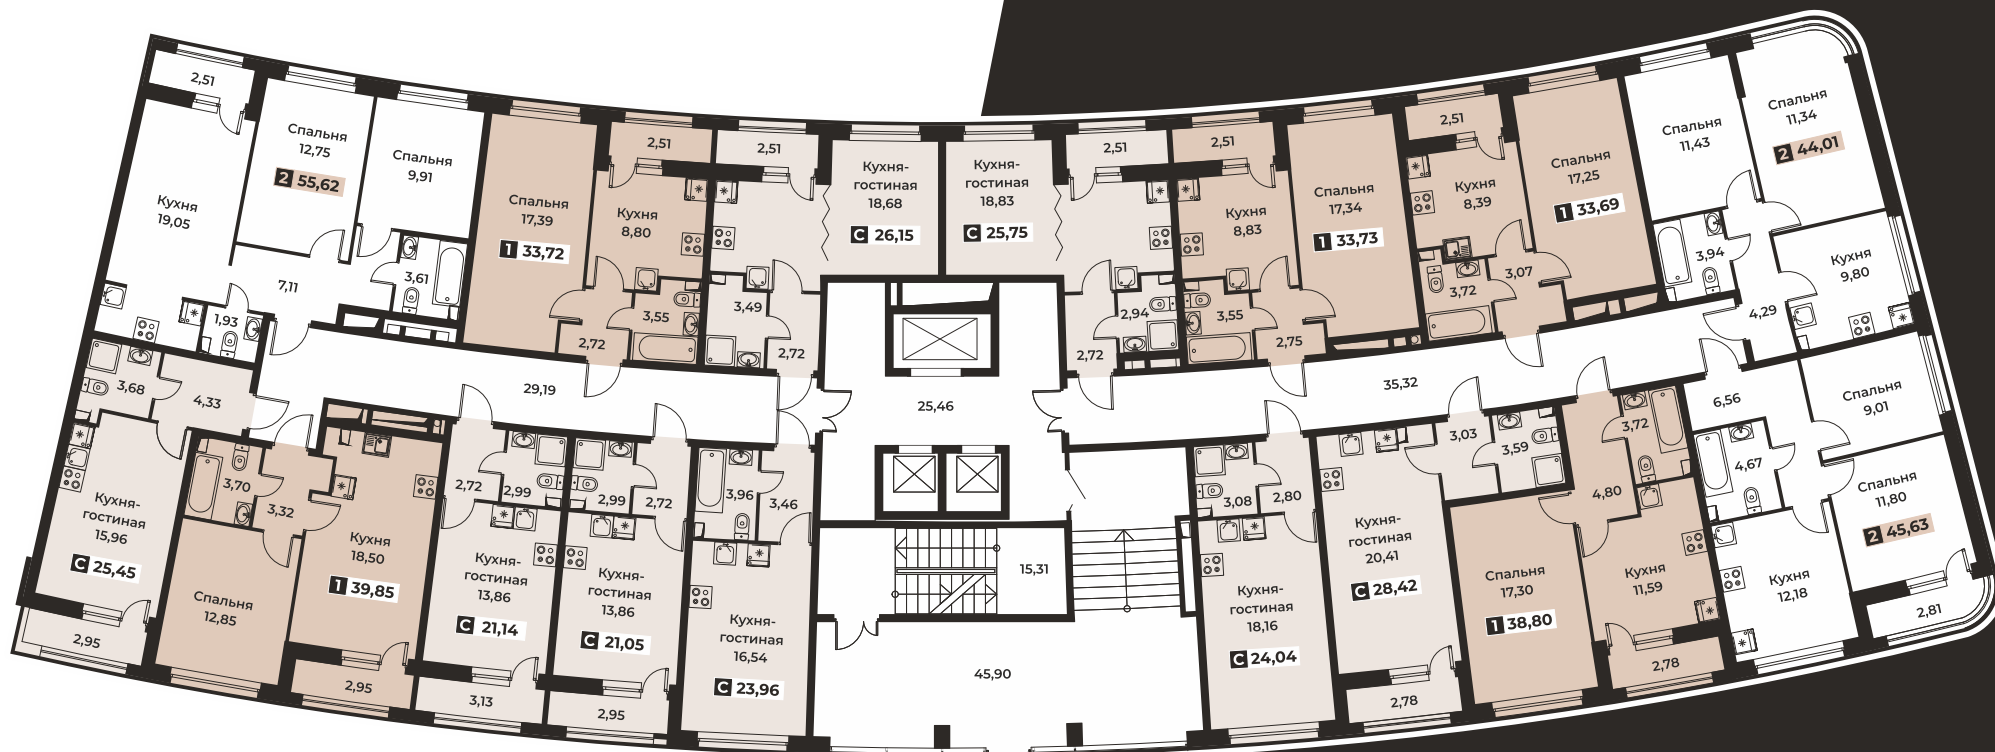 2,51
Кухня
19,05
Спальня
12,75
2 55,62
Спальня
9,91
7,11
3,61
1,93
Спальня
17,39
1 33,72
2,51
Кухня
8,80
3,55
2,72
2,51
Кухня-
гостиная
18,68
С 26,15
3,49
2,72
Кухня-
гостиная
18,83
С 25,75
2,51
2,94
2,72
2,51
Кухня
8,83
3,55
2,75
Спальня
17,34
1 33,73
2,51
Кухня
8,39
3,72
3,07
Спальня
17,25
1 33,69
Спальня
11,43
Спальня
11,34
2 44,01
3,94
Кухня
9,80
4,29
29,19
25,46
35,32
3,68
4,33
Кухня-
гостиная
15,96
С 25,45
2,95
3,70
3,32
Спальня
12,85
Кухня
18,50
1 39,85
2,95
2,72
2,99
Кухня-
гостиная
13,86
С 21,14
3,13
2,99
2,72
Кухня-
гостиная
13,86
С 21,05
2,95
3,96
3,46
Кухня-
гостиная
16,54
С 23,96
15,31
45,90
3,08
2,80
Кухня-
гостиная
18,16
С 24,04
3,03
3,59
Кухня-
гостиная
20,41
С 28,42
2,78
4,80
3,72
Спальня
17,30
1 38,80
Кухня
11,59
2,78
6,56
Спальня
9,01
4,67
Спальня
11,80
2 45,63
Кухня
12,18
2,81